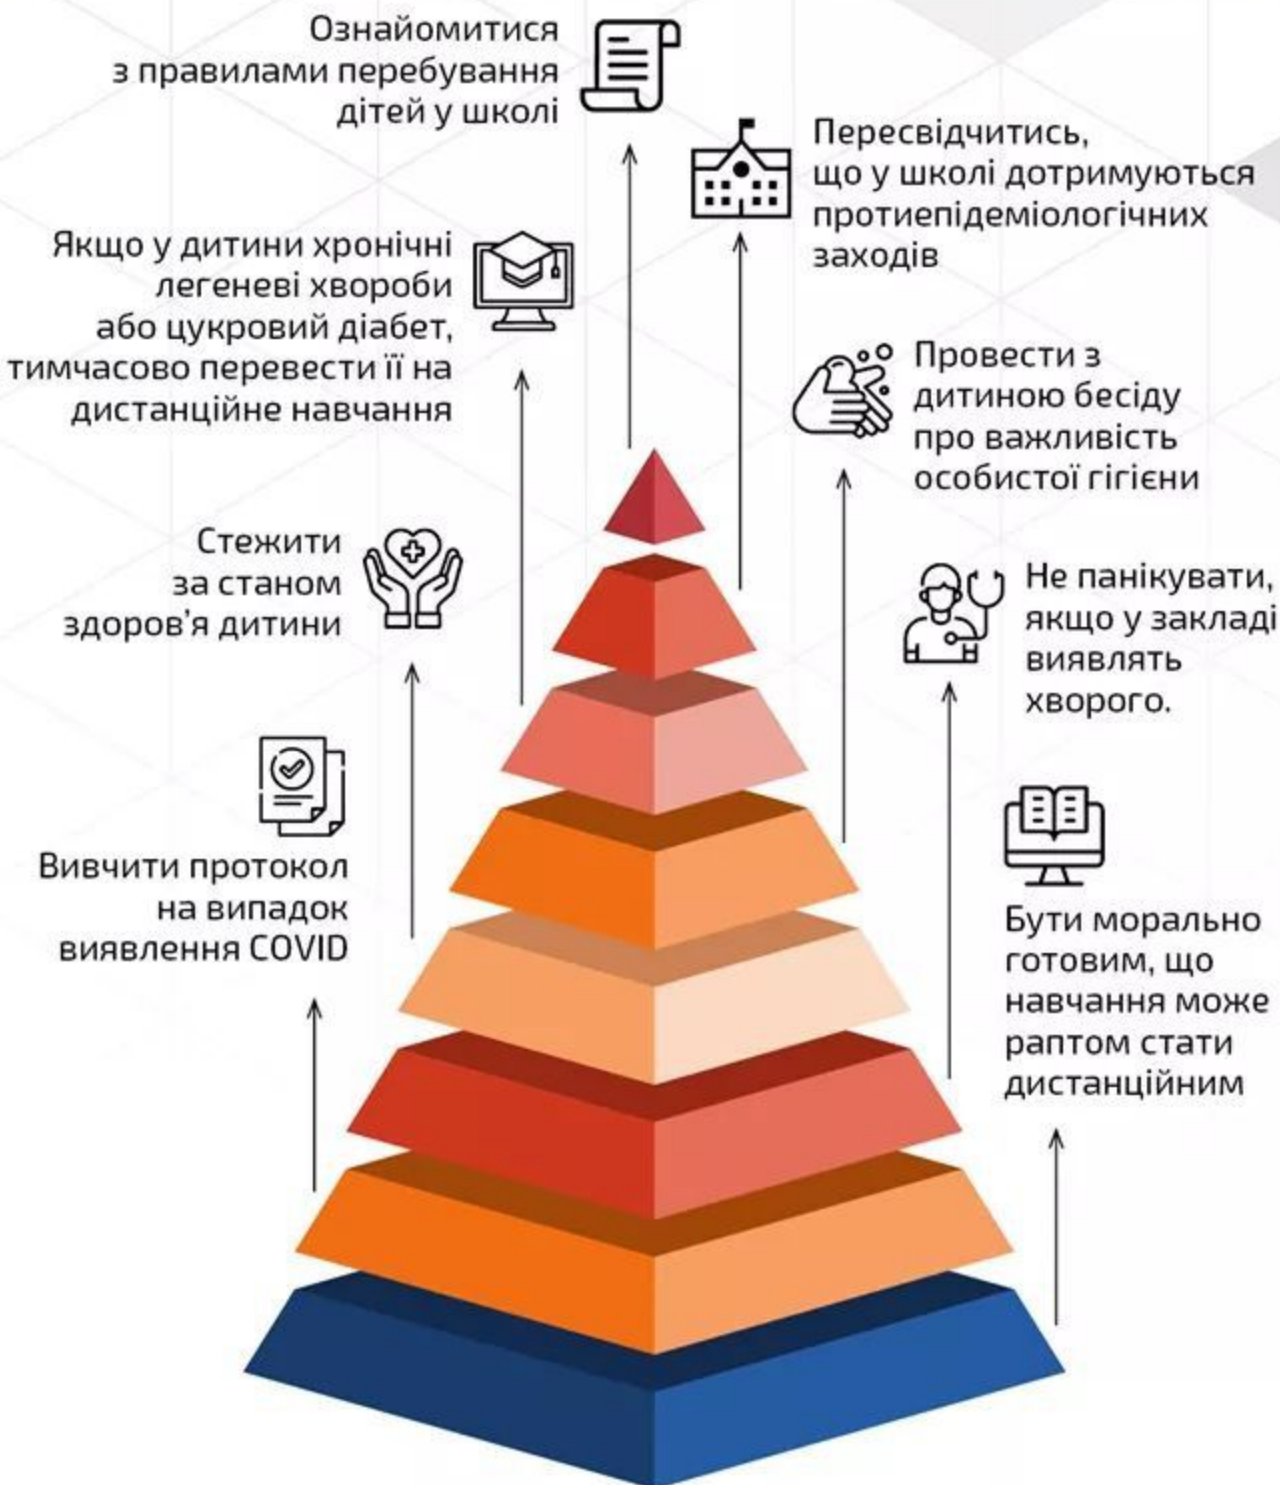 Ознайомитися
з правилами перебування
дітей у школі
Пересвідчитись,
що у школі дотримуються
протиепідеміологічних
заходів
Якщо у дитини хронічні
легеневі хвороби
або цукровий діабет,
тимчасово перевести її на
дистанційне навчання
Провести з
дитиною бесіду
про важливість
особистої гігієни
Стежити
за станом
здоров'я дитини
Не панікувати,
якщо у закладі
виявлять
хворого.
Вивчити протокол
на випадок
виявлення COVID
Бути морально
готовим, що
навчання може
раптом стати
дистанційним